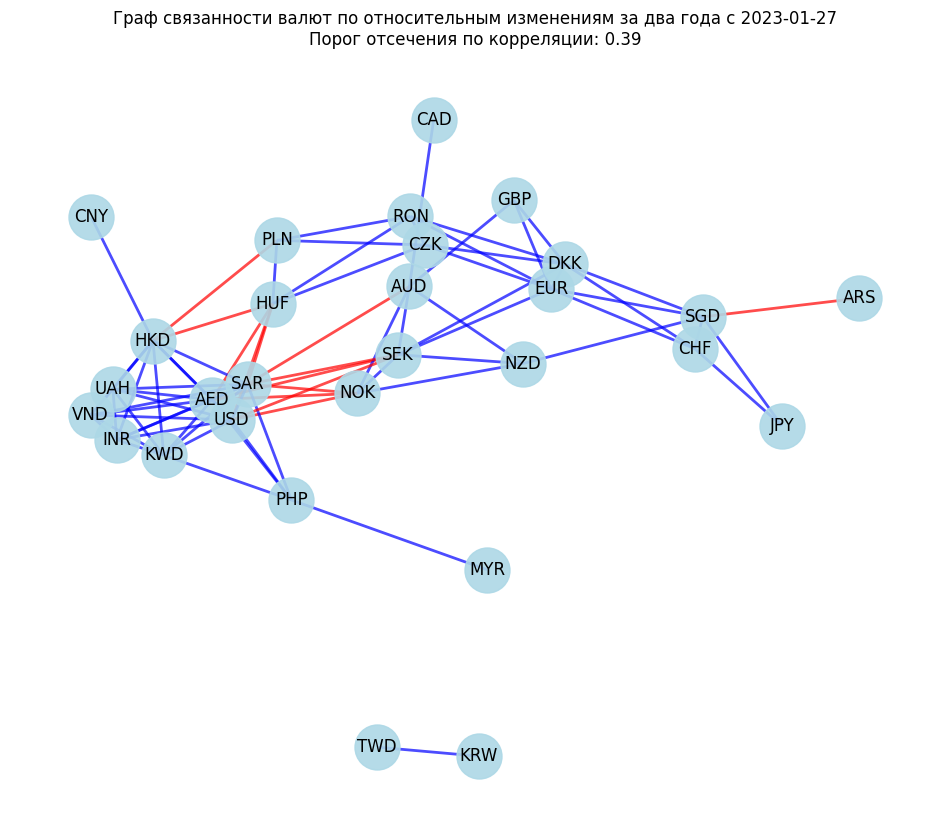 Граф связанности валют по относительным изменениям за два года с 2023-01-27
Порог отсечения по корреляции: 0.39
CAD
GBP
CNY
RON
PLN
CZK
DKK
AUD
EUR
ARS
HUF
SGD
HKD
CHF
SEK
NZD
SAR
UAH
NOK
AED
VND
USD
JPY
INR
KWD
PHP
MYR
TWD
KRW